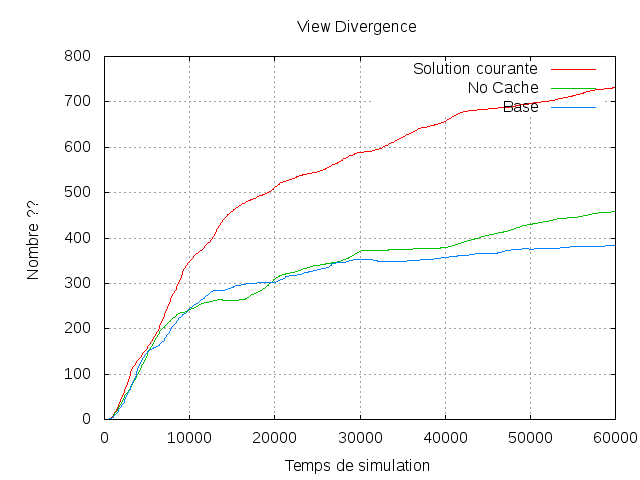 View Divergence
800
700
600
500
400
300
200
100
0
Nombre ??
Solution courante
No Cache
Base
0 10000 20000 30000 40000 50000 60000
Temps de simulation